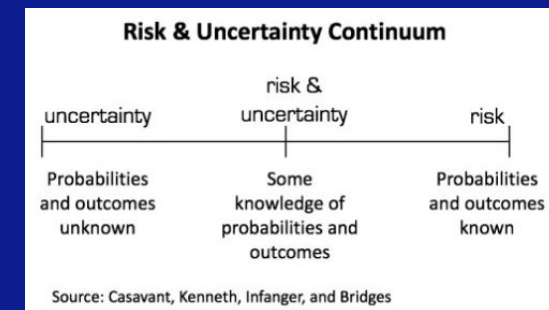 Risk & Uncertainty Continuum
risk &
uncertainty uncertainty risk
Probabilities Some Probabilities
and outcomes knowledge of and outcomes
unknown probabilities and known
outcomes
Source: Casavant, Kenneth, Infanger, and Bridges